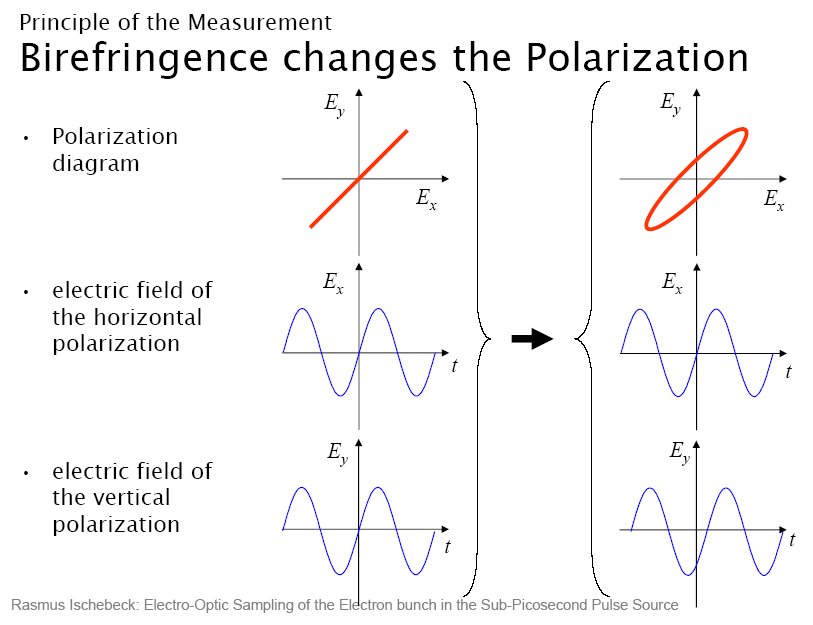 Principle of the Measurement
Birefringence changes the Polarization
• Polarization
diagram
E_y
E_x
E_y
E_x
• electric field of
the horizontal
polarization
E_x
t
E_x
t
• electric field of
the vertical
polarization
E_y
t
E_y
t
Rasmus Ischebeck: Electro-Optic Sampling of the Electron bunch in the Sub-Picosecond Pulse Source